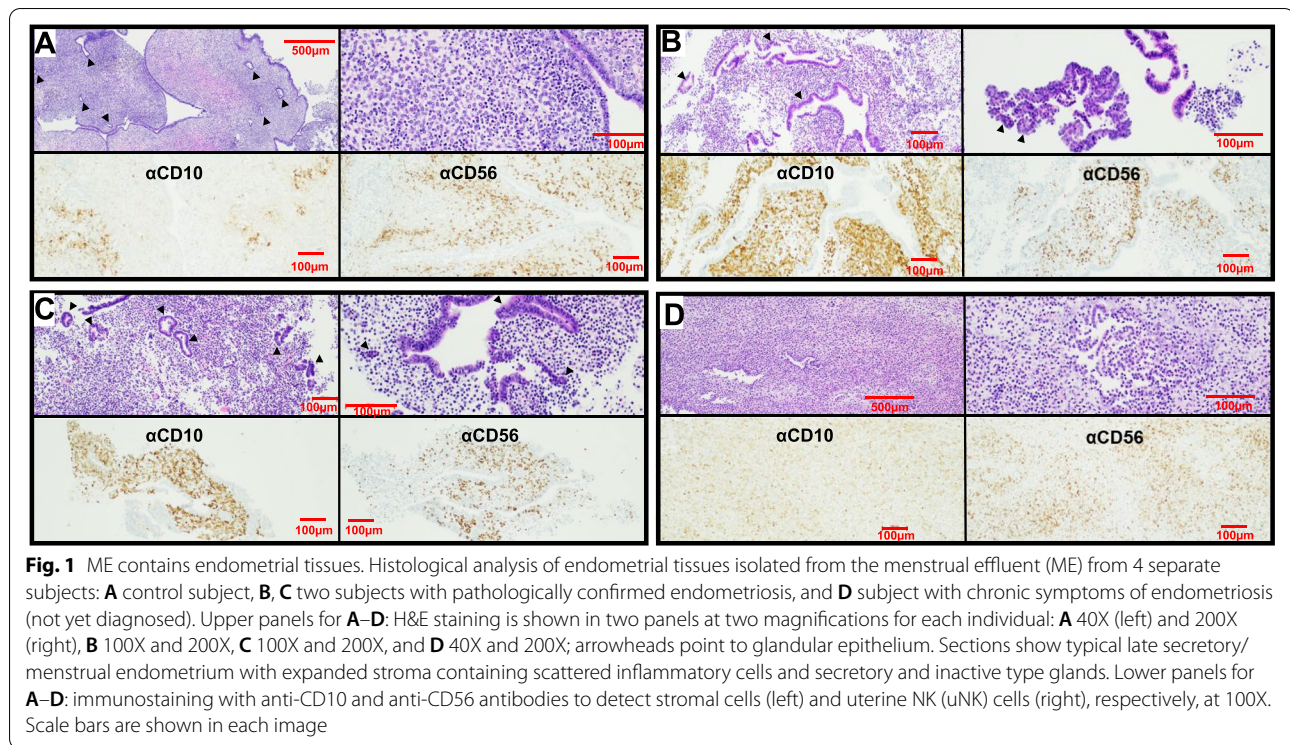 A
500µm
100µm
αCD10
αCD56
100µm
100µm
B
100µm
100µm
αCD10
αCD56
100µm
100µm
C
100µm
100µm
αCD10
αCD56
100µm
100µm
D
500µm
100µm
αCD10
αCD56
100µm
100µm
Fig. 1 ME contains endometrial tissues. Histological analysis of endometrial tissues isolated from the menstrual effluent (ME) from 4 separate
subjects: A control subject, B, C two subjects with pathologically confirmed endometriosis, and D subject with chronic symptoms of endometriosis
(not yet diagnosed). Upper panels for A–D: H&E staining is shown in two panels at two magnifications for each individual: A 40X (left) and 200X
(right), B 100X and 200X, C 100X and 200X, and D 40X and 200X; arrowheads point to glandular epithelium. Sections show typical late secretory/
menstrual endometrium with expanded stroma containing scattered inflammatory cells and secretory and inactive type glands. Lower panels for
A–D: immunostaining with anti-CD10 and anti-CD56 antibodies to detect stromal cells (left) and uterine NK (uNK) cells (right), respectively, at 100X.
Scale bars are shown in each image